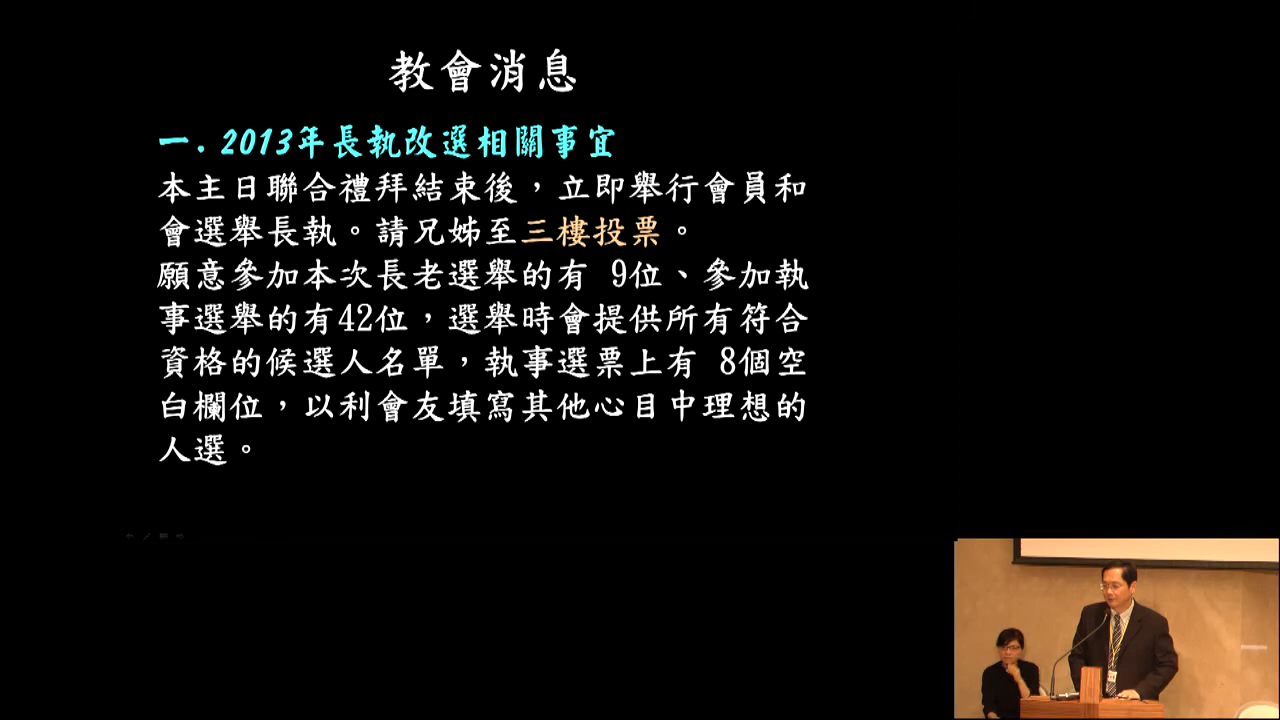 教會消息
一. 2013年長執改選相關事宜
本主日聯合禮拜結束後，立即舉行會員和
會選舉長執。請兄姊至三樓投票。
願意參加本次長老選舉的有 9位、參加執
事選舉的有42位，選舉時會提供所有符合
資格的候選人名單，執事選票上有 8個空
白欄位，以利會友填寫其他心目中理想的
人選。